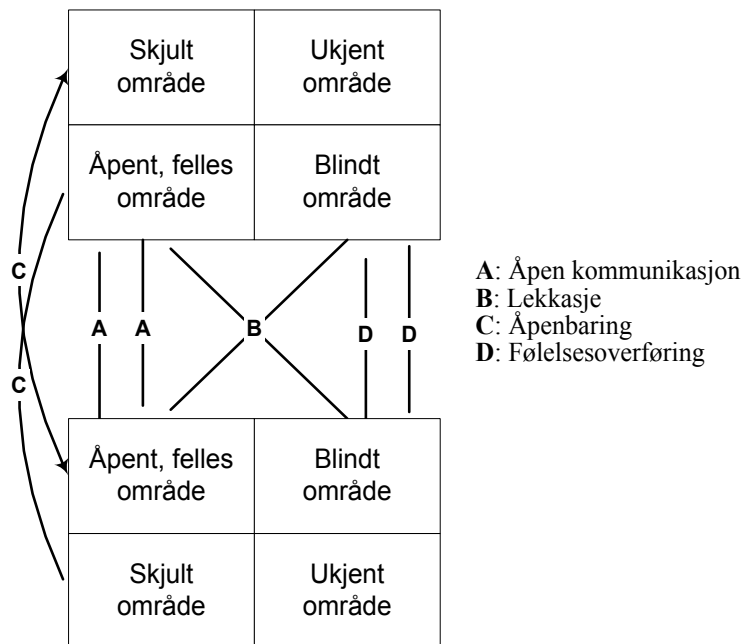 Skjult
område
Ukjent
område
Åpent, felles
område
Blindt
område
C
A A B D D
C
A: Åpen kommunikasjon
B: Lekkasje
C: Åpenbaring
D: Følelsesoverføring
Åpent, felles
område
Blindt
område
Skjult
område
Ukjent
område